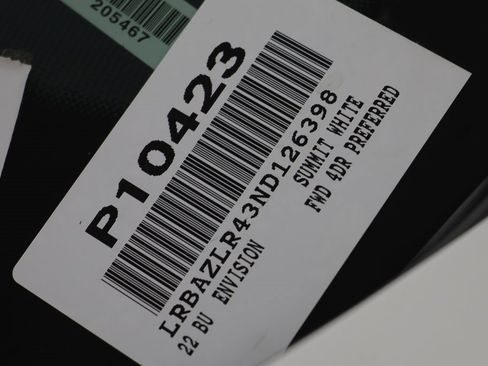 205467
P10423
LRBAZLR43ND126398
22 BU ENVISION
SUMMIT WHITE
FWD 4DR PREFERRED